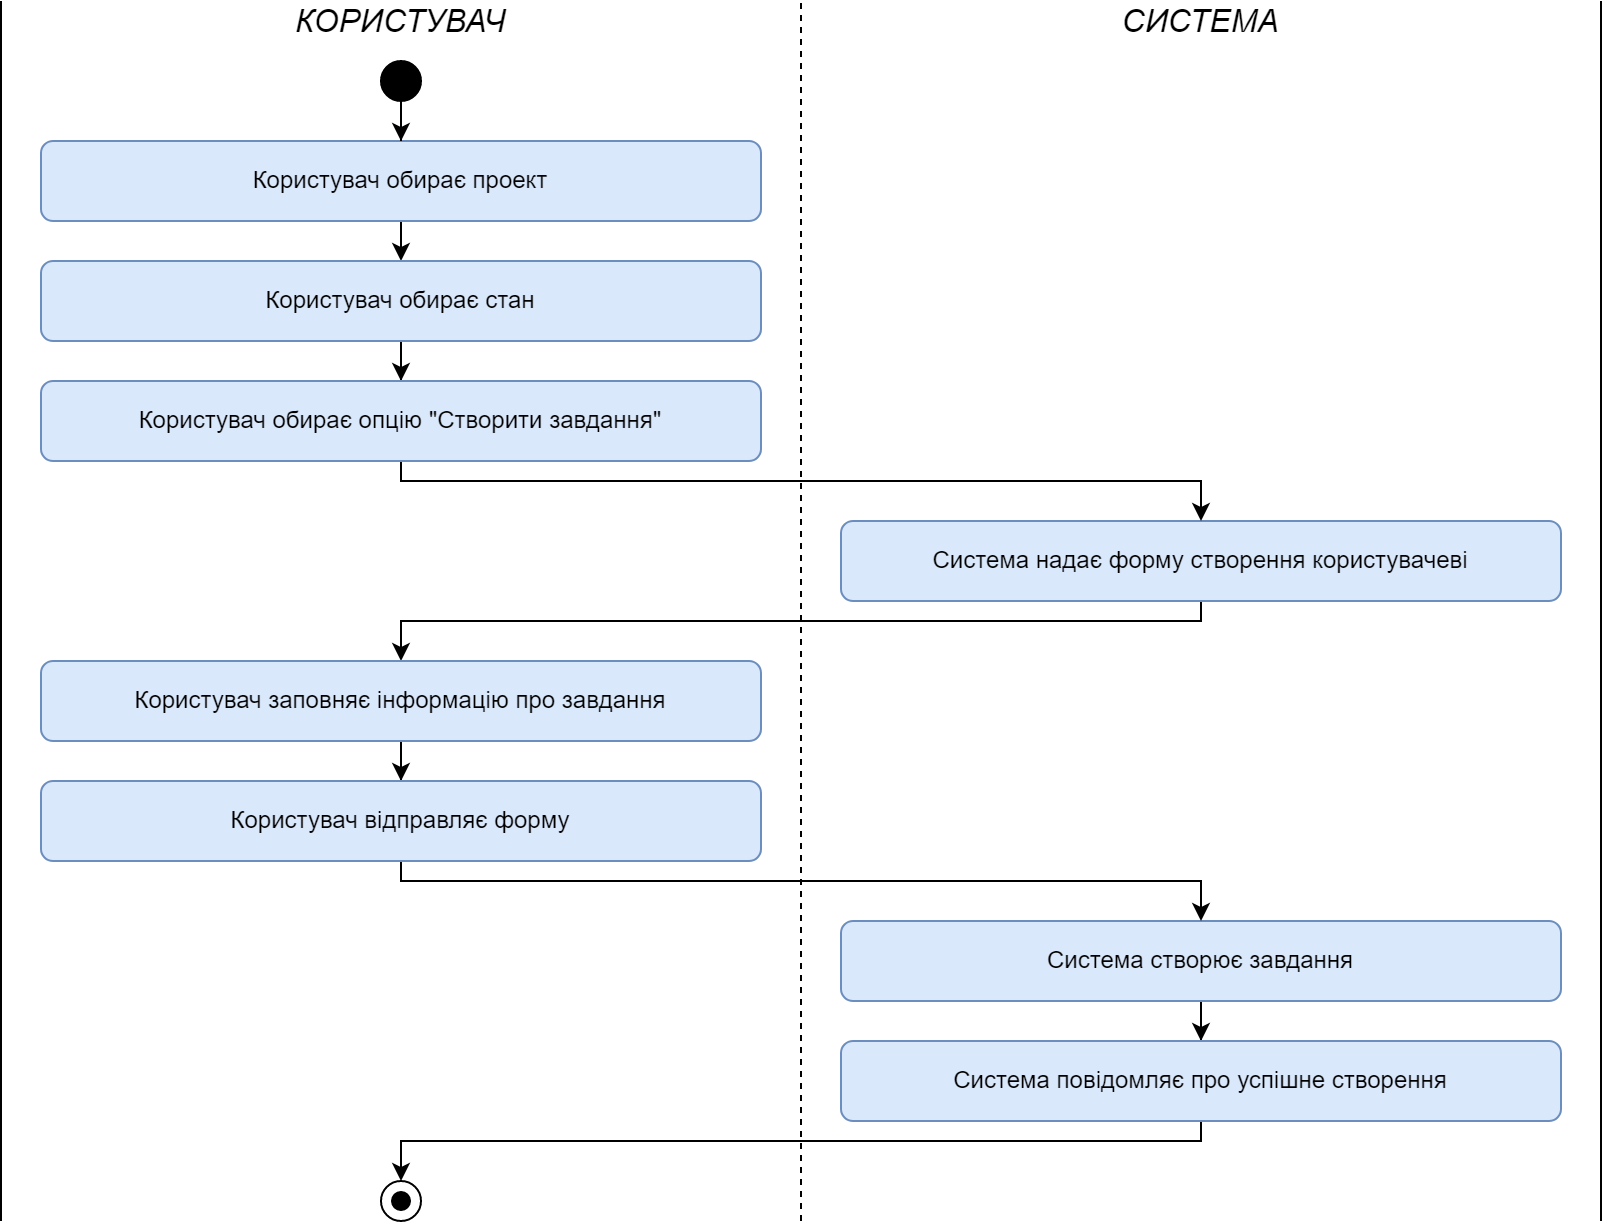 КОРИСТУВАЧ
СИСТЕМА
Користувач обирає проект
Користувач обирає стан
Користувач обирає опцію "Створити завдання"
Система надає форму створення користувачеві
Користувач заповняє інформацію про завдання
Користувач відправляє форму
Система створює завдання
Система повідомляє про успішне створення